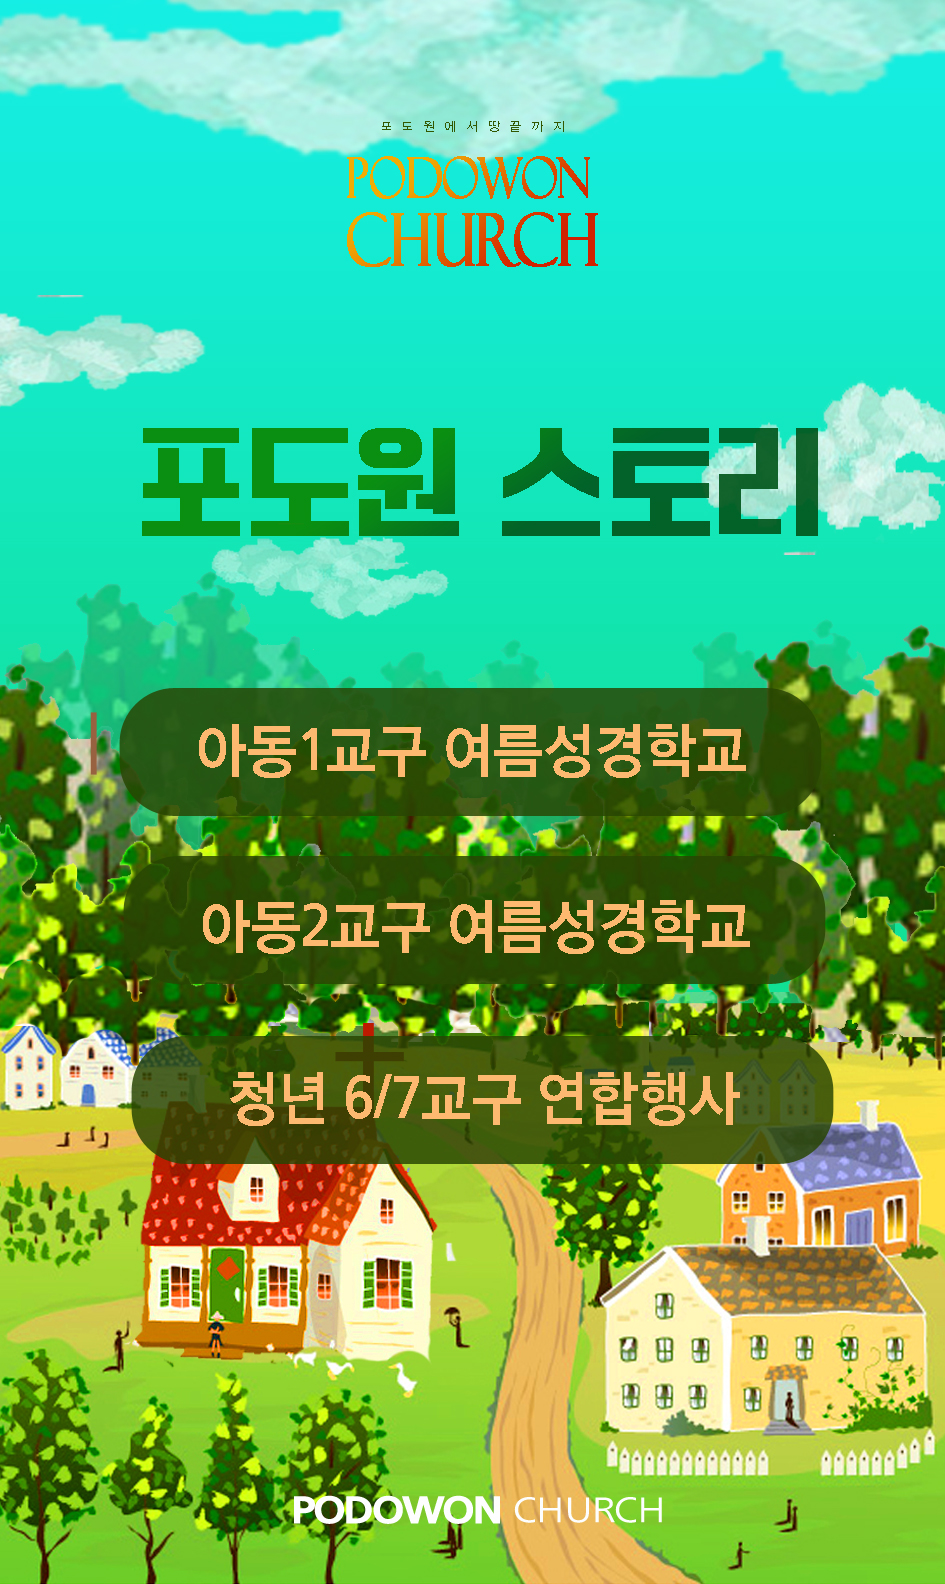 포도원에서땅끝까지
PODOWON
CHURCH
포도원 스토리
아동1교구 여름성경학교
아동2교구 여름성경학교
청년 6/7교구 연합행사
PODOWON CHURCH